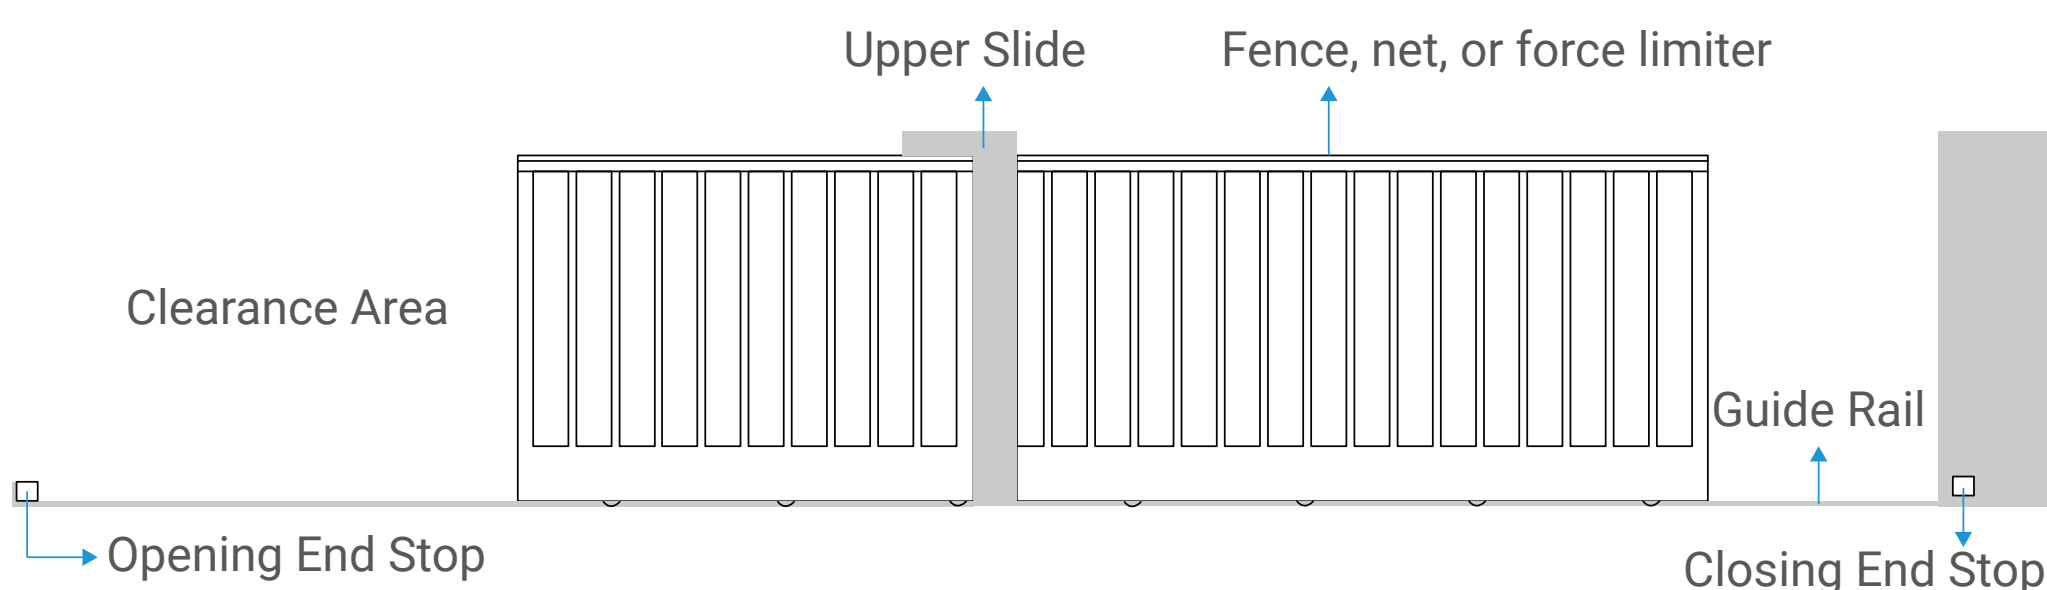 Upper Slide
Fence, net, or force limiter
Clearance Area
Guide Rail
Opening End Stop
Closing End Stop